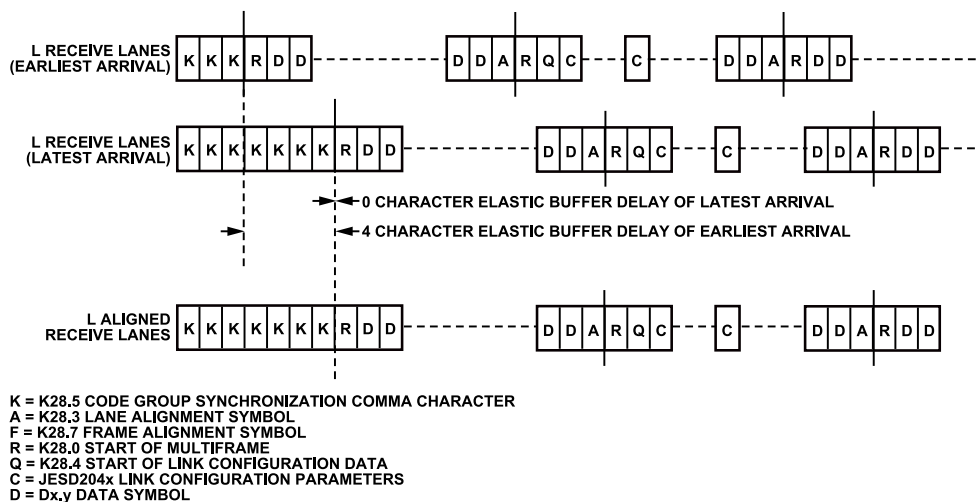 L RECEIVE LANES
(EARLIEST ARRIVAL)
K K K R D D
D D A R Q C
C
D D A R D D
L RECEIVE LANES
(LATEST ARRIVAL)
K K K K K K K R D D
D D A R Q C
C
D D A R D D
0 CHARACTER ELASTIC BUFFER DELAY OF LATEST ARRIVAL
4 CHARACTER ELASTIC BUFFER DELAY OF EARLIEST ARRIVAL
L ALIGNED
RECEIVE LANES
K K K K K K K R D D
D D A R Q C
C
D D A R D D
K = K28.5 CODE GROUP SYNCHRONIZATION COMMA CHARACTER
A = K28.3 LANE ALIGNMENT SYMBOL
F = K28.7 FRAME ALIGNMENT SYMBOL
R = K28.0 START OF MULTIFRAME
Q = K28.4 START OF LINK CONFIGURATION DATA
C = JESD204x LINK CONFIGURATION PARAMETERS
D = Dx.y DATA SYMBOL